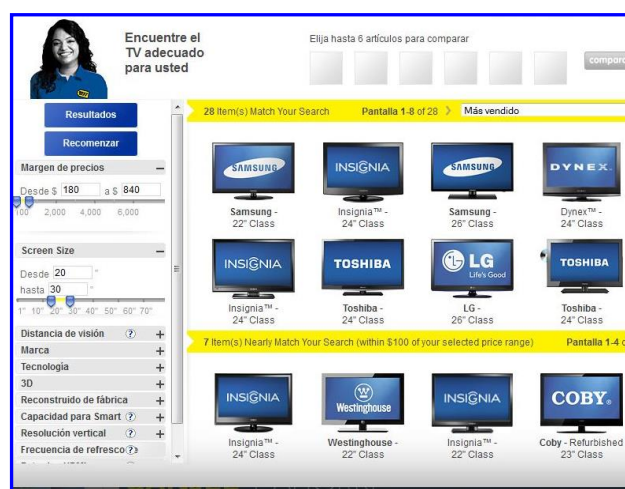 Encuentre el
TV adecuado
para usted
Elija hasta 6 artículos para comparar
Resultados
Recomenzar
Margen de precios
Desde $ 180 a $ 840
100 2,000 4,000 6,000
Screen Size
Desde 20 "
hasta 30 "
1" 10" 20" 30" 40" 50" 60" 70"
Distancia de visión (?)
Marca
Tecnología
3D
Reconstruido de fábrica
Capacidad para Smart (?)
Resolución vertical (?)
Frecuencia de refresco (?)
28 Item(s) Match Your Search Pantalla 1-8 of 28 Más vendido
SAMSUNG INSIGNIA SAMSUNG DYNEX
Samsung - Insignia™ - Samsung - Dynex™ -
22" Class 24" Class 26" Class 24" Class
INSIGNIA TOSHIBA LG TOSHIBA
Life's Good
Insignia™ - Toshiba - LG - Toshiba -
24" Class 24" Class 26" Class 24" Class
7 Item(s) Nearly Match Your Search (within $100 of your selected price range) Pantalla 1-4
INSIGNIA Westinghouse INSIGNIA COBY
Insignia™ - Westinghouse - Insignia™ - Coby - Refurbished
24" Class 22" Class 22" Class 23" Class